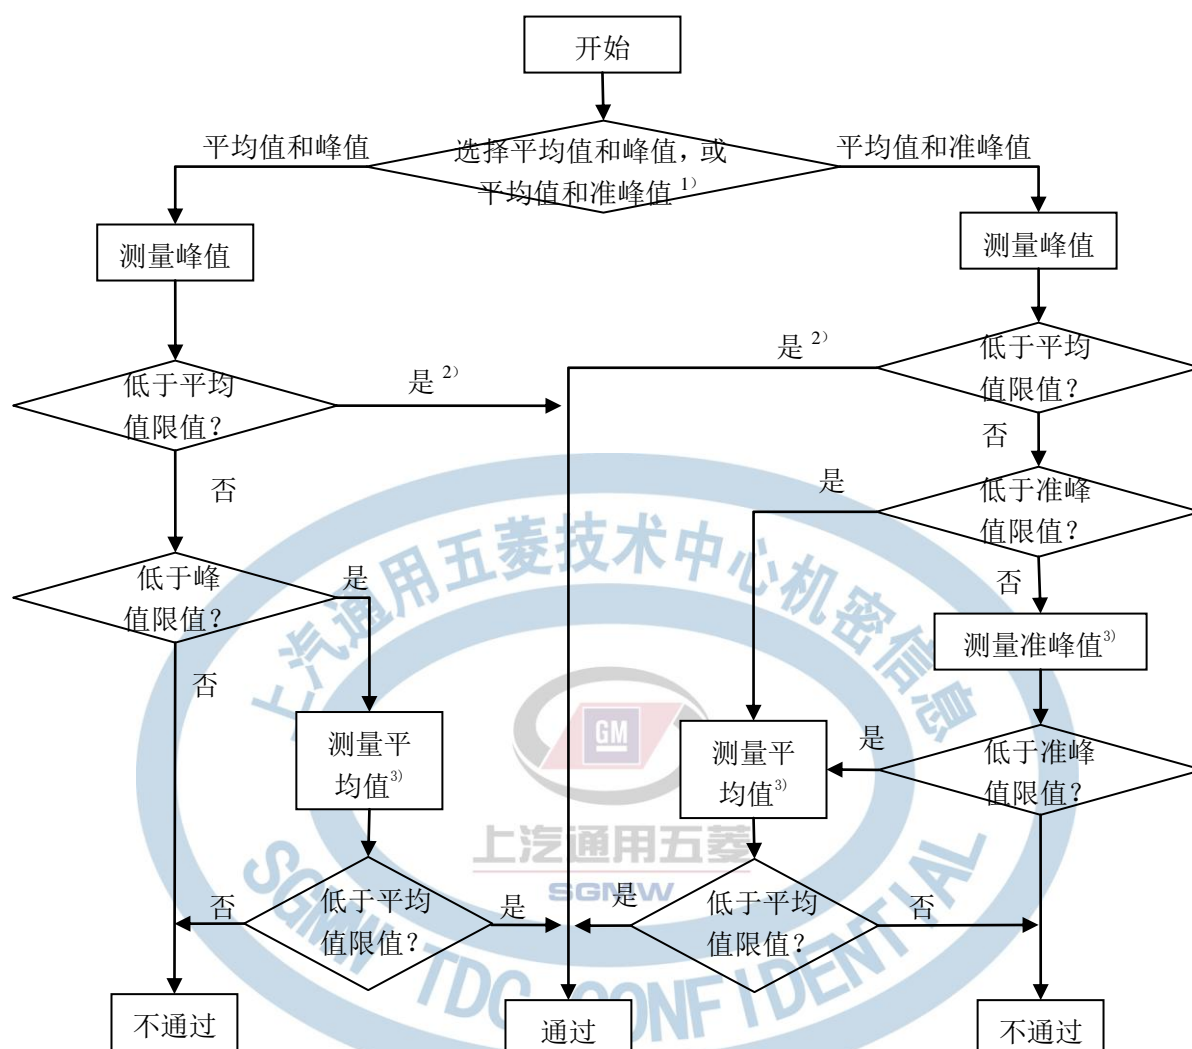 开始
平均值和峰值
选择平均值和峰值，或
平均值和准峰值 1）
平均值和准峰值
测量峰值
测量峰值
是 2）
低于平均
值限值？
低于平均
值限值？
是 2）
否
否
是
低于准峰
值限值？
上汽通用五菱技术中心机密信息
低于峰
值限值？
是
否
测量准峰值3）
否
GM
测量平
均值3）
测量平
均值3）
是
低于准峰
值限值？
上汽通用五菱
SGMW
否
低于平均
值限值？
是
是
低于平均
值限值？
否
SGMW TDC CONFIDENTIAL
不通过
通过
不通过